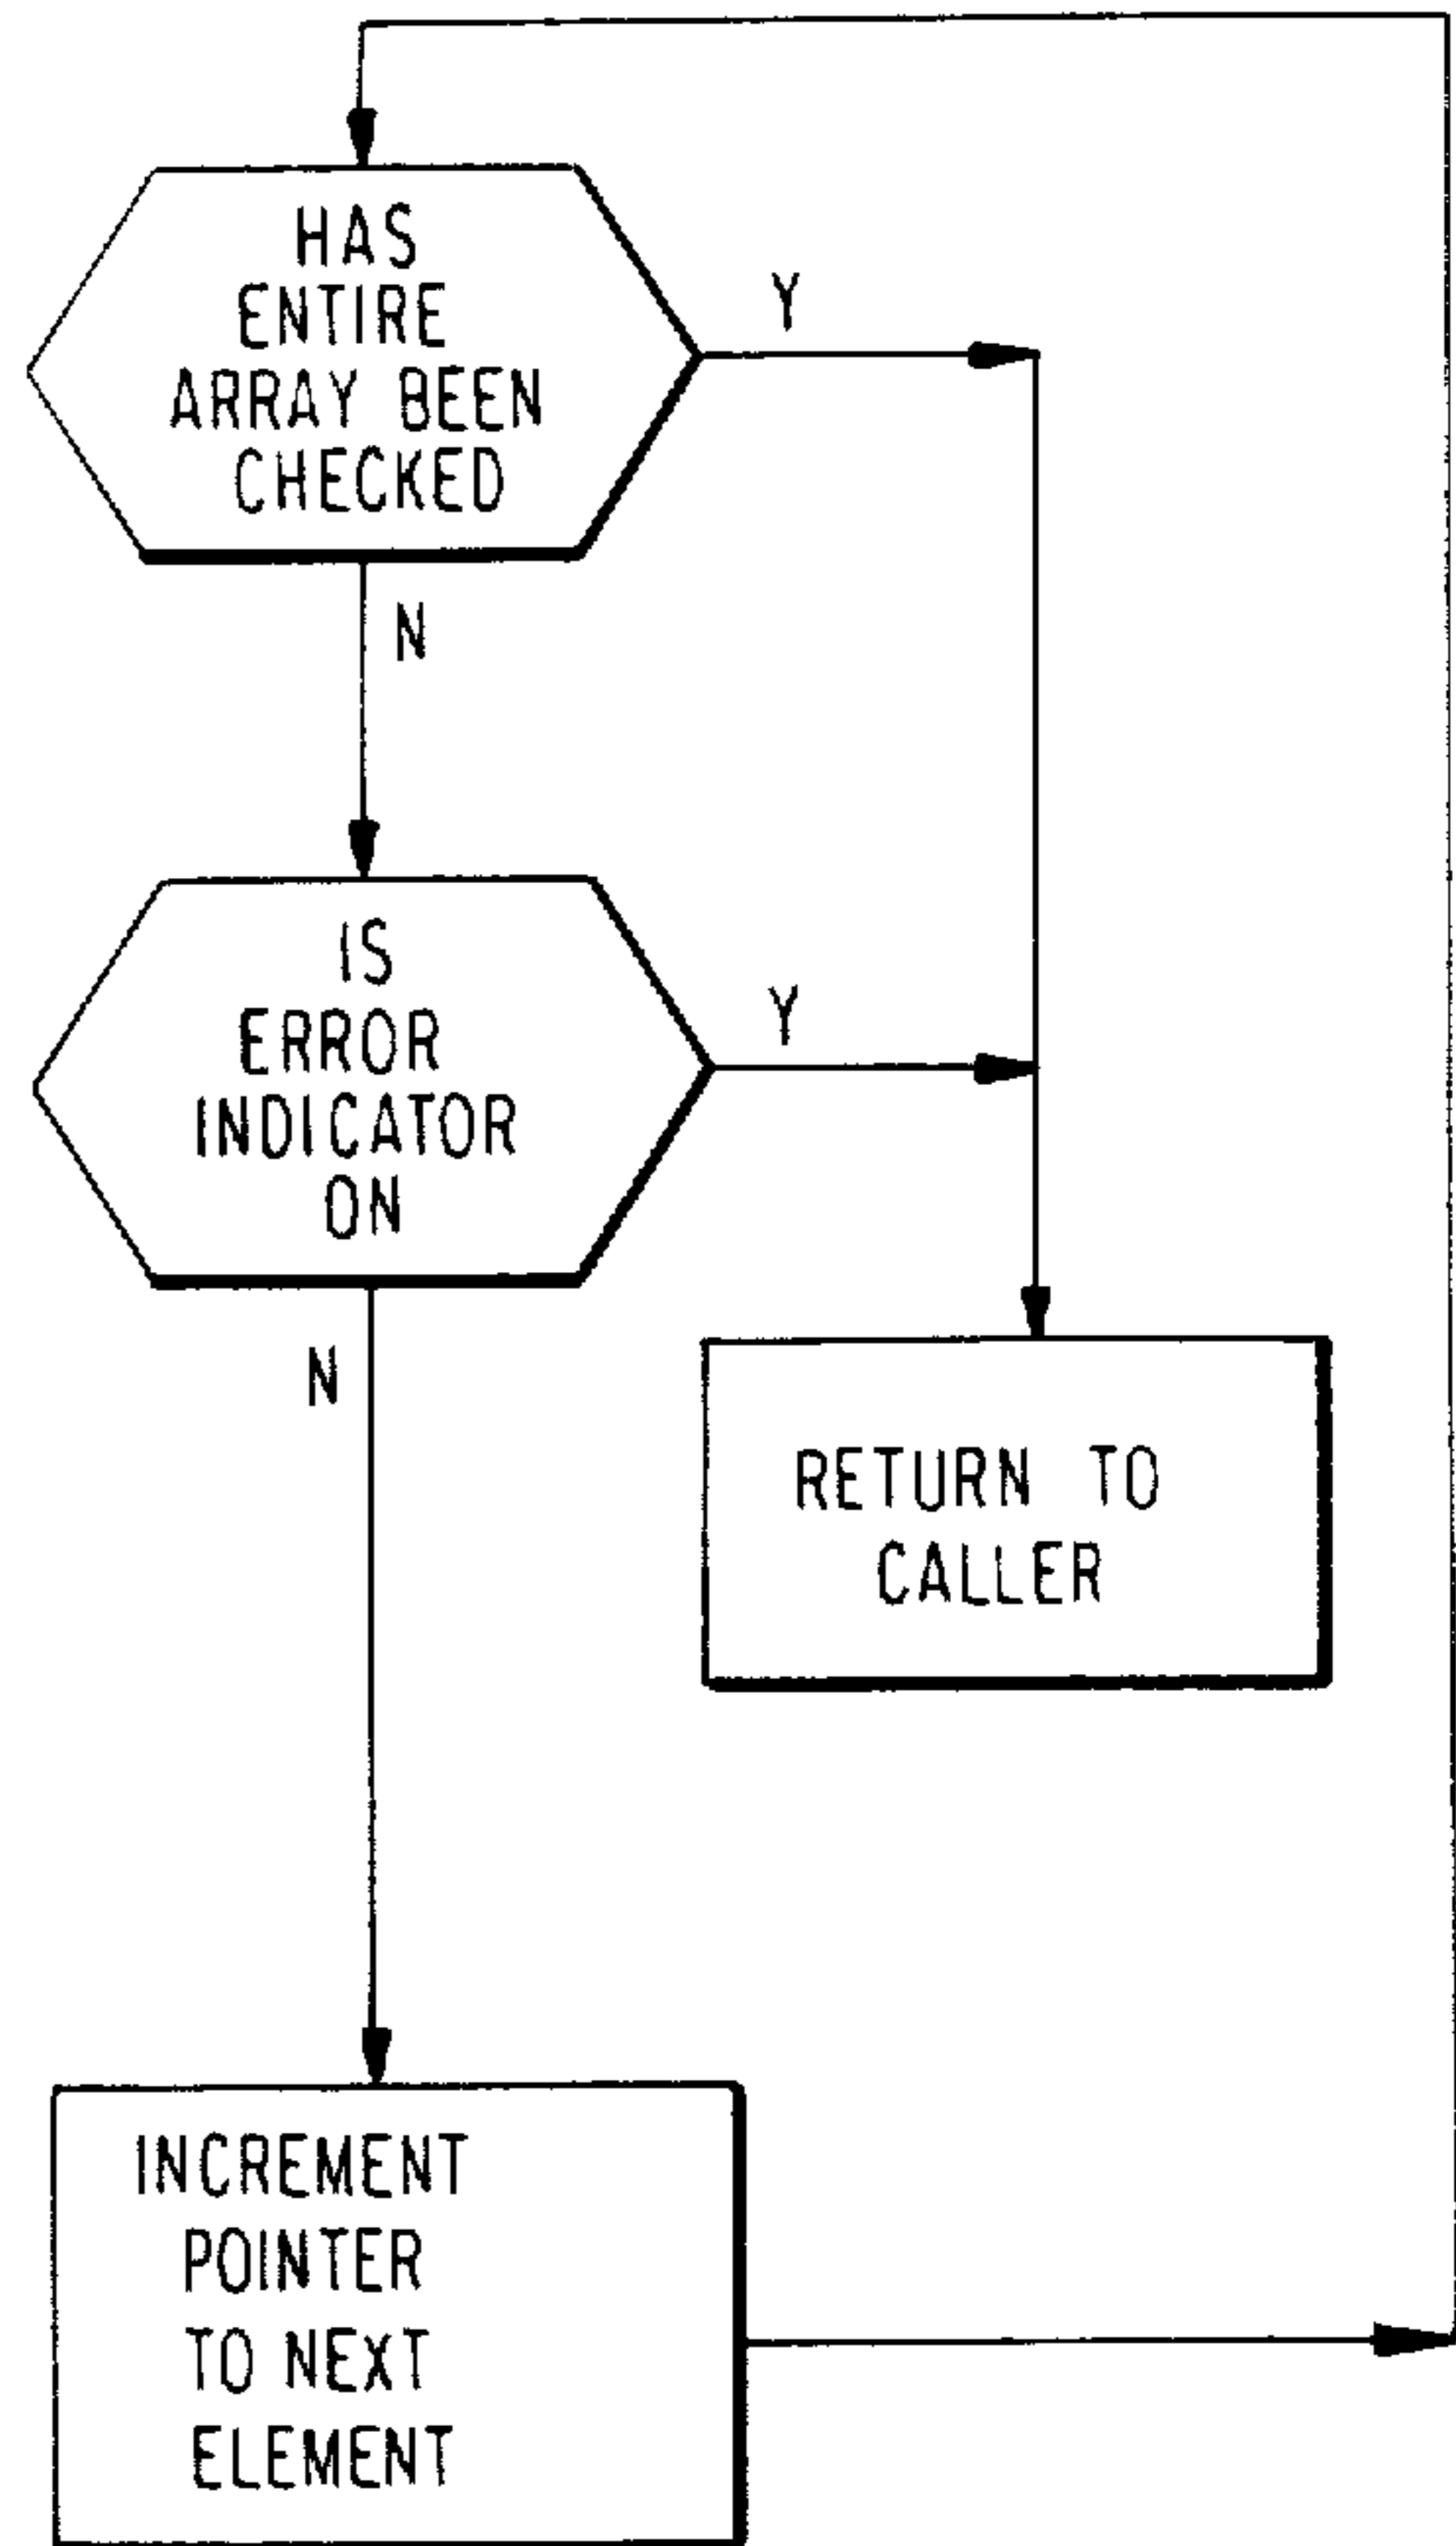 HAS
ENTIRE
ARRAY BEEN
CHECKED
Y
N
IS
ERROR
INDICATOR
ON
Y
N
RETURN TO
CALLER
INCREMENT
POINTER
TO NEXT
ELEMENT